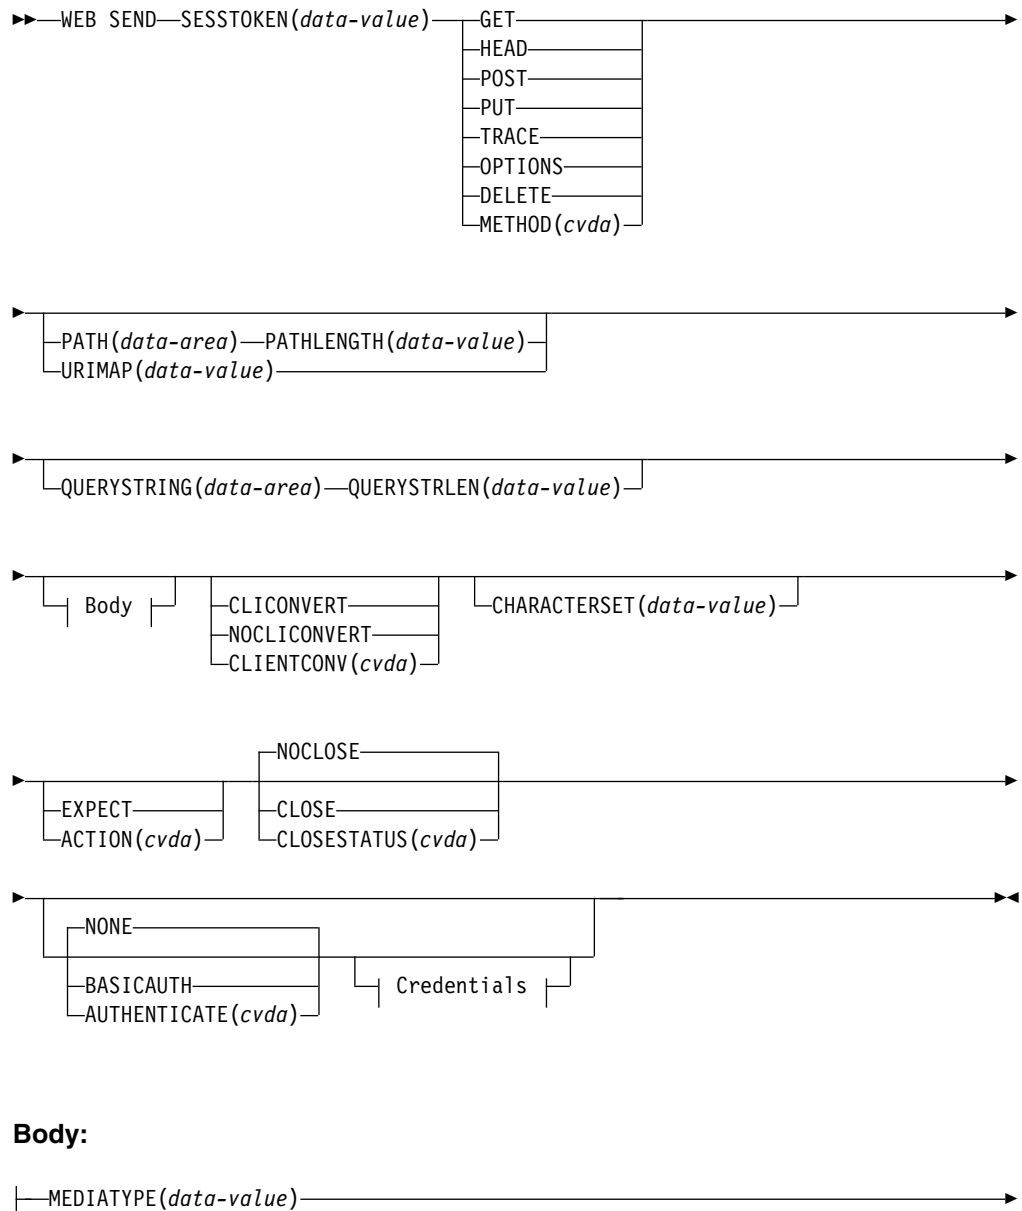 WEB SEND SESSTOKEN(data-value) GET
HEAD
POST
PUT
TRACE
OPTIONS
DELETE
METHOD(cvda)
PATH(data-area) PATHLENGTH(data-value)
URIMAP(data-value)
QUERYSTRING(data-area) QUERYSTRLEN(data-value)
Body CLICONVERT CHARACTERSET(data-value)
NOCLICONVERT
CLIENTCONV(cvda)
NOCLOSE
EXPECT CLOSE
ACTION(cvda) CLOSESTATUS(cvda)
NONE
BASICAUTH Credentials
AUTHENTICATE(cvda)
Body:
MEDIATYPE(data-value)